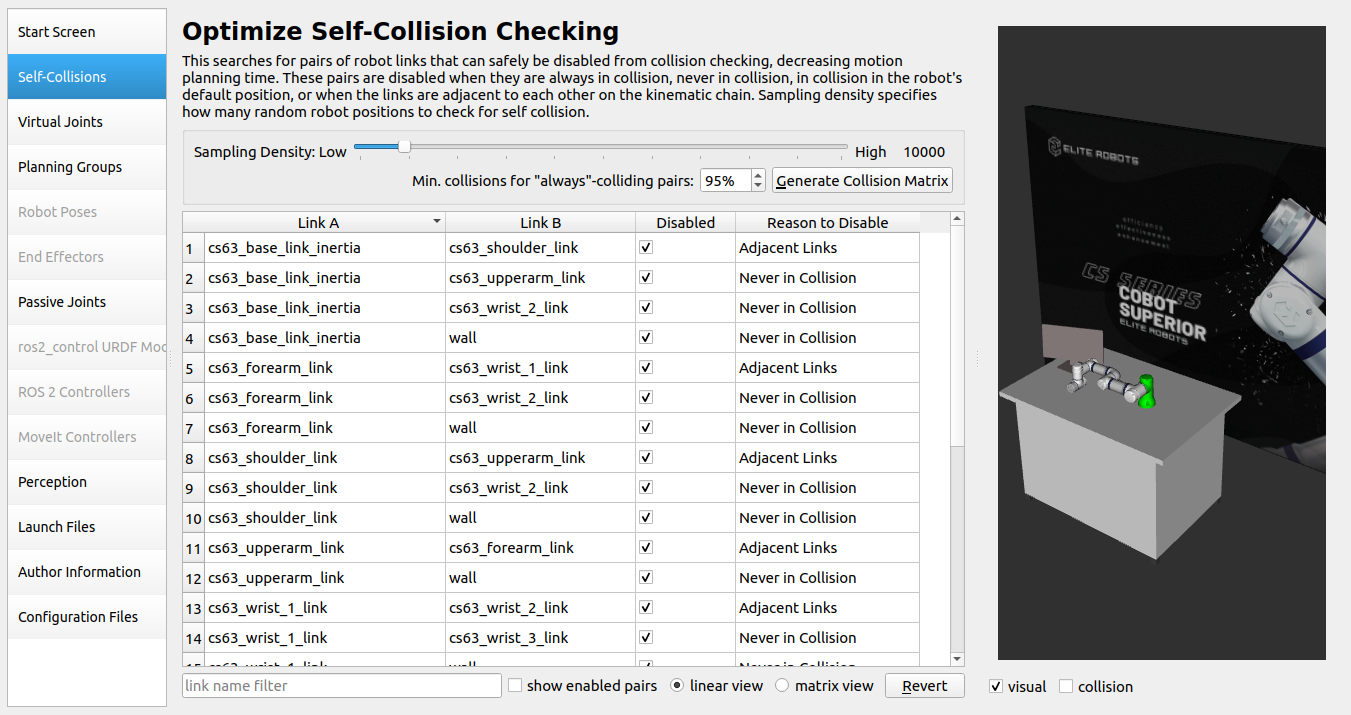 Start Screen
Self-Collisions
Virtual Joints
Planning Groups
Robot Poses
End Effectors
Passive Joints
ros2_control URDF Mod
ROS 2 Controllers
MoveIt Controllers
Perception
Launch Files
Author Information
Configuration Files
Optimize Self-Collision Checking
This searches for pairs of robot links that can safely be disabled from collision checking, decreasing motion
planning time. These pairs are disabled when they are always in collision, never in collision, in collision in the robot's
default position, or when the links are adjacent to each other on the kinematic chain. Sampling density specifies
how many random robot positions to check for self collision.
Sampling Density: Low High 10000
Min. collisions for "always"-colliding pairs: 95% Generate Collision Matrix
Link A Link B Disabled Reason to Disable
1 cs63_base_link_inertia cs63_shoulder_link Adjacent Links
2 cs63_base_link_inertia cs63_upperarm_link Never in Collision
3 cs63_base_link_inertia cs63_wrist_2_link Never in Collision
4 cs63_base_link_inertia wall Never in Collision
5 cs63_forearm_link cs63_wrist_1_link Adjacent Links
6 cs63_forearm_link cs63_wrist_2_link Never in Collision
7 cs63_forearm_link wall Never in Collision
8 cs63_shoulder_link cs63_upperarm_link Adjacent Links
9 cs63_shoulder_link cs63_wrist_2_link Never in Collision
10 cs63_shoulder_link wall Never in Collision
11 cs63_upperarm_link cs63_forearm_link Adjacent Links
12 cs63_upperarm_link wall Never in Collision
13 cs63_wrist_1_link cs63_wrist_2_link Adjacent Links
14 cs63_wrist_1_link cs63_wrist_3_link Never in Collision
link name filter show enabled pairs linear view matrix view Revert
ELITE ROBOTS
efficiency
effectiveness
enhancement
CS SERIES
COBOT
SUPERIOR
ELITE ROBOTS
visual collision